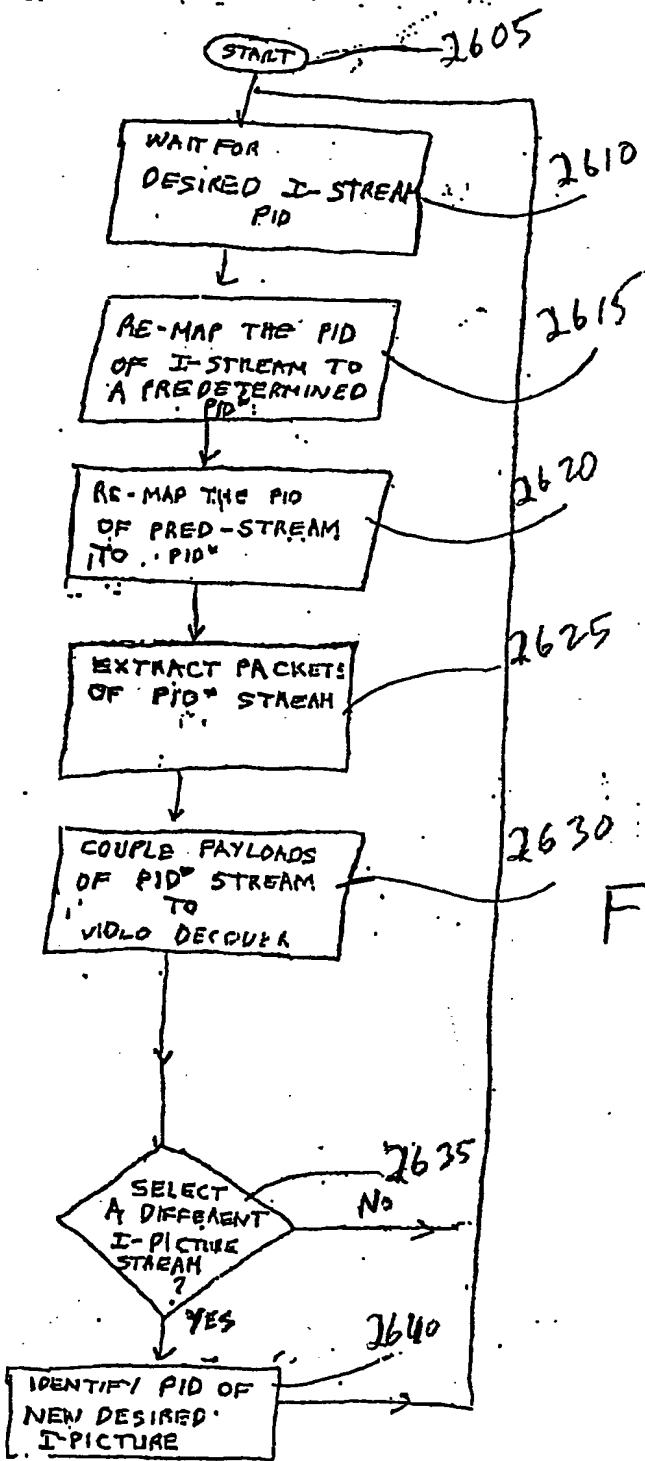 START
2605
WAIT FOR
DESIRED I-STREAM
PID
2610
RE-MAP THE PID
OF I-STREAM TO
A PREDETERMINED
PID*
2615
RE-MAP THE PID
OF PRED-STREAM
TO PID*
2620
EXTRACT PACKETS
OF PID* STREAM
2625
COUPLE PAYLOADS
OF PID* STREAM
TO
VIDEO DECODER
2630
F
SELECT
A DIFFERENT
I-PICTURE
STREAM
?
2635
No
YES
2640
IDENTIFY PID OF
NEW DESIRED
I-PICTURE